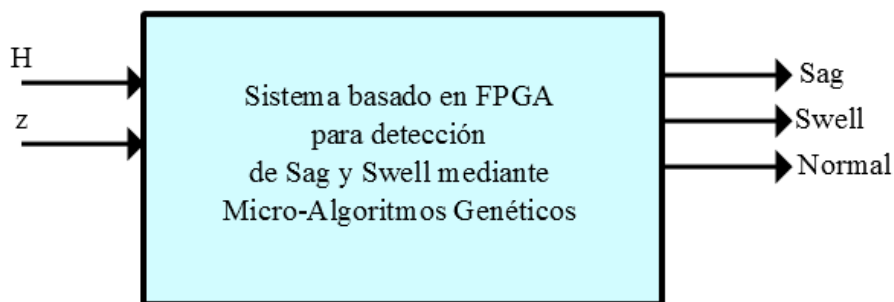 H
z
Sistema basado en FPGA
para detección
de Sag y Swell mediante
Micro-Algoritmos Genéticos
Sag
Swell
Normal